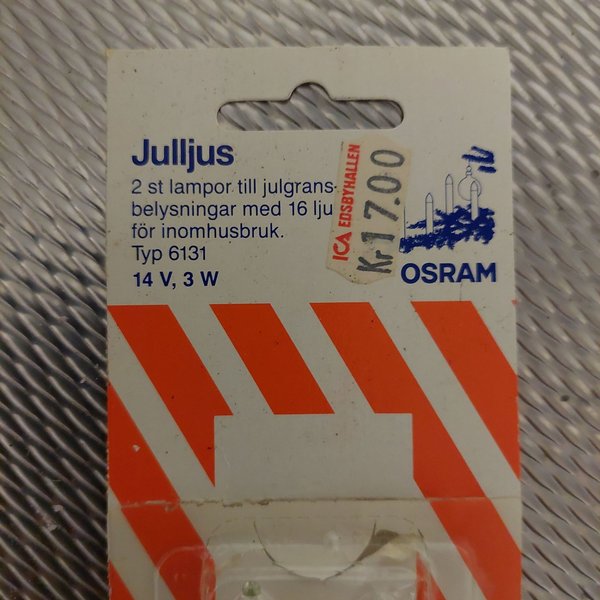 Julljus
2 st lampor till julgrans-
belysningar med 16 lju
för inomhusbruk.
Typ 6131
14 V, 3 W
ICA EDSBYHALLEN
Kr 17.00
OSRAM